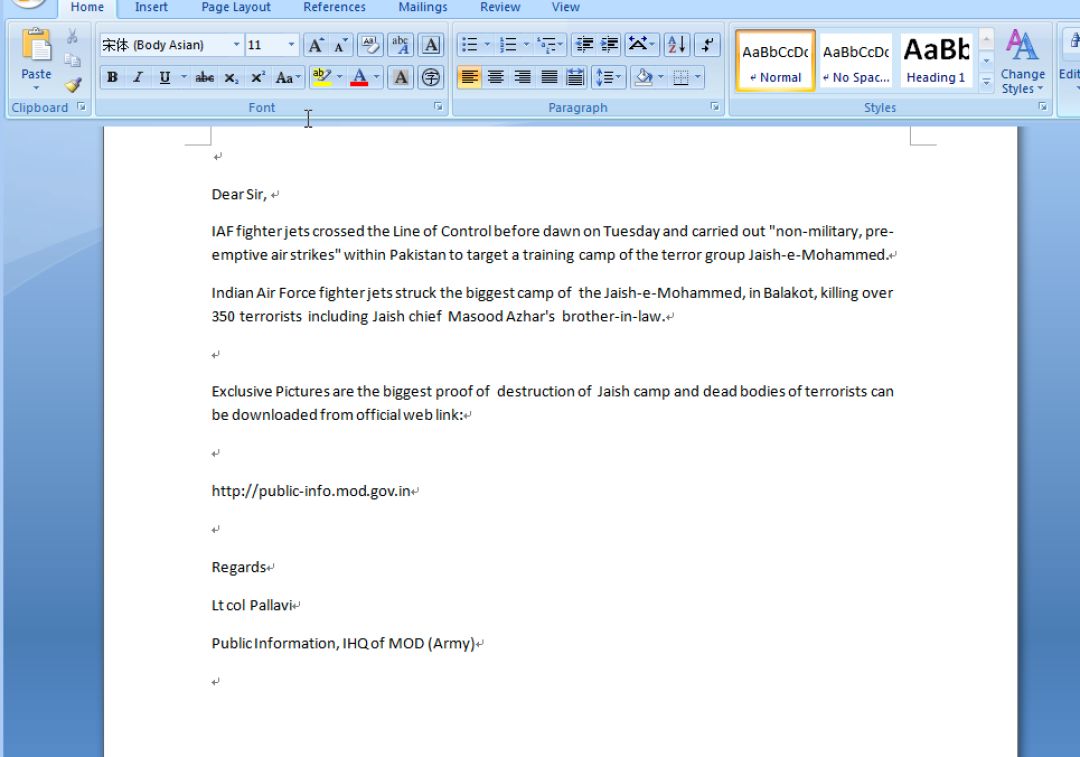 Home Insert Page Layout References Mailings Review View
宋体 (Body Asian) 11
Paste
B I U abc X₂ X² Aa
AaBbCcDc AaBbCcDc AaBb
Normal No Spac... Heading 1
Change Styles
Edit
Clipboard Font Paragraph Styles
Dear Sir,
IAF fighter jets crossed the Line of Control before dawn on Tuesday and carried out "non-military, pre-
emptive air strikes" within Pakistan to target a training camp of the terror group Jaish-e-Mohammed.
Indian Air Force fighter jets struck the biggest camp of the Jaish-e-Mohammed, in Balakot, killing over
350 terrorists including Jaish chief Masood Azhar's brother-in-law.
Exclusive Pictures are the biggest proof of destruction of Jaish camp and dead bodies of terrorists can
be downloaded from official web link:
http://public-info.mod.gov.in
Regards
Lt col Pallavi
Public Information, IHQ of MOD (Army)